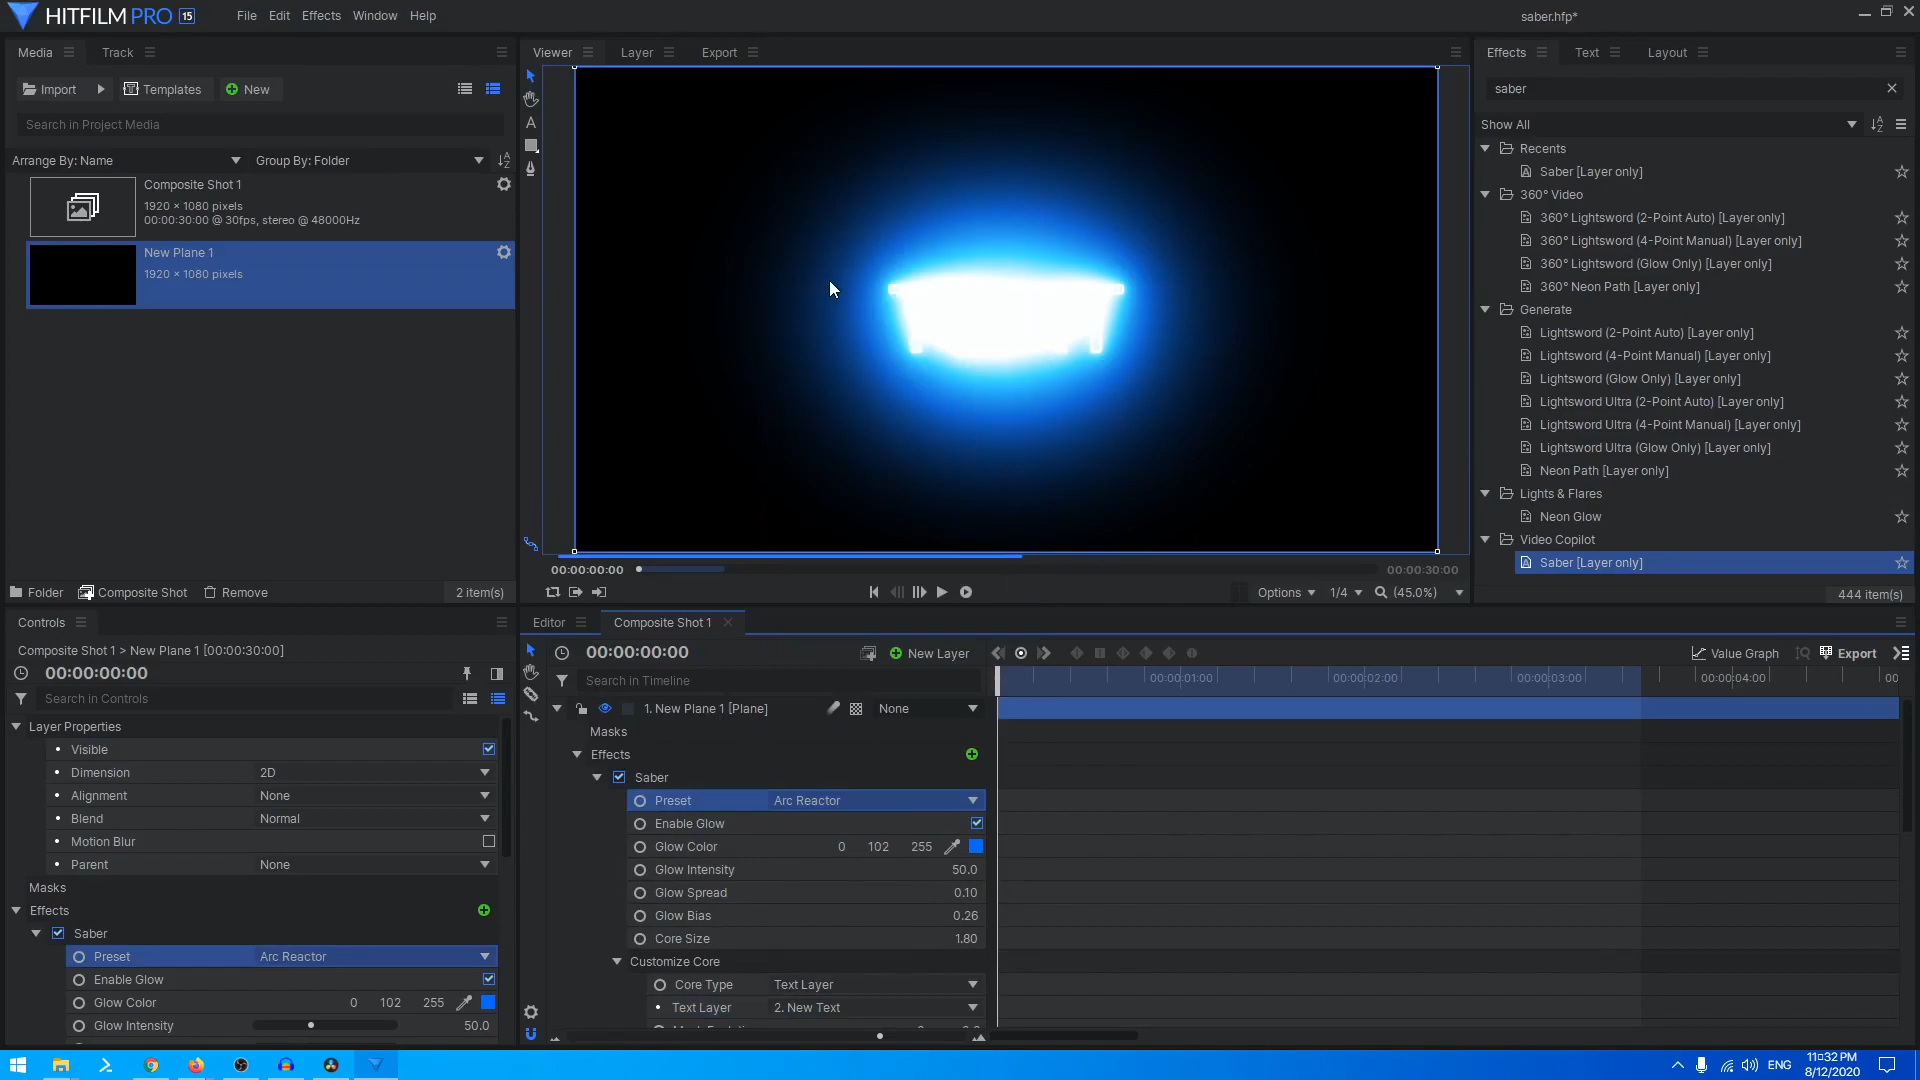 HITFILM PRO 15
File Edit Effects Window Help
saber.hfp*
Media Track
Import Templates New
Search in Project Media
Arrange By: Name Group By: Folder
Composite Shot 1
1920 × 1080 pixels
00:00:30:00 @ 30fps, stereo @ 48000Hz
New Plane 1
1920 × 1080 pixels
Folder Composite Shot Remove 2 item(s)
Viewer Layer Export
A
00:00:00:00 00:00:30:00
Options 1/4 (45.0%)
Effects Text Layout
saber
Show All
Recents
Saber [Layer only]
360° Video
360° Lightsword (2-Point Auto) [Layer only]
360° Lightsword (4-Point Manual) [Layer only]
360° Lightsword (Glow Only) [Layer only]
360° Neon Path [Layer only]
Generate
Lightsword (2-Point Auto) [Layer only]
Lightsword (4-Point Manual) [Layer only]
Lightsword (Glow Only) [Layer only]
Lightsword Ultra (2-Point Auto) [Layer only]
Lightsword Ultra (4-Point Manual) [Layer only]
Lightsword Ultra (Glow Only) [Layer only]
Neon Path [Layer only]
Lights & Flares
Neon Glow
Video Copilot
Saber [Layer only]
444 item(s)
Controls
Composite Shot 1 > New Plane 1 [00:00:30:00]
00:00:00:00
Search in Controls
Layer Properties
Visible
Dimension 2D
Alignment None
Blend Normal
Motion Blur
Parent None
Masks
Effects
Saber
Preset Arc Reactor
Enable Glow
Glow Color 0 102 255
Glow Intensity 50.0
Editor Composite Shot 1
00:00:00:00 New Layer Value Graph Export
Search in Timeline
00:00:01:00 00:00:02:00 00:00:03:00 00:00:04:00 00
1. New Plane 1 [Plane] None
Masks
Effects
Saber
Preset Arc Reactor
Enable Glow
Glow Color 0 102 255
Glow Intensity 50.0
Glow Spread 0.10
Glow Bias 0.26
Core Size 1.80
Customize Core
Core Type Text Layer
Text Layer 2. New Text
ENG
11:32 PM
8/12/2020